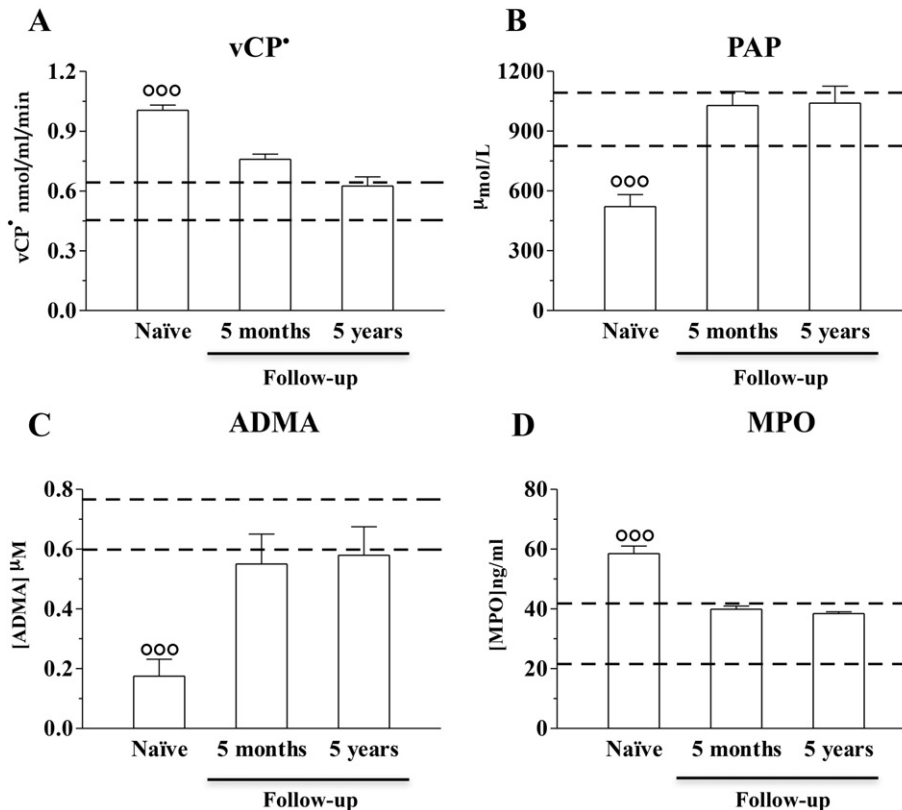 A
vCP•
vCP• nmol/ml/min
1.2
0.9
0.6
0.3
0.0
ooo
Naïve 5 months 5 years
Follow-up
B
PAP
μmol/L
1200
900
600
300
0
ooo
Naïve 5 months 5 years
Follow-up
C
ADMA
[ADMA] μM
0.8
0.6
0.4
0.2
0.0
ooo
Naïve 5 months 5 years
Follow-up
D
MPO
[MPO]ng/ml
80
60
40
20
0
ooo
Naïve 5 months 5 years
Follow-up